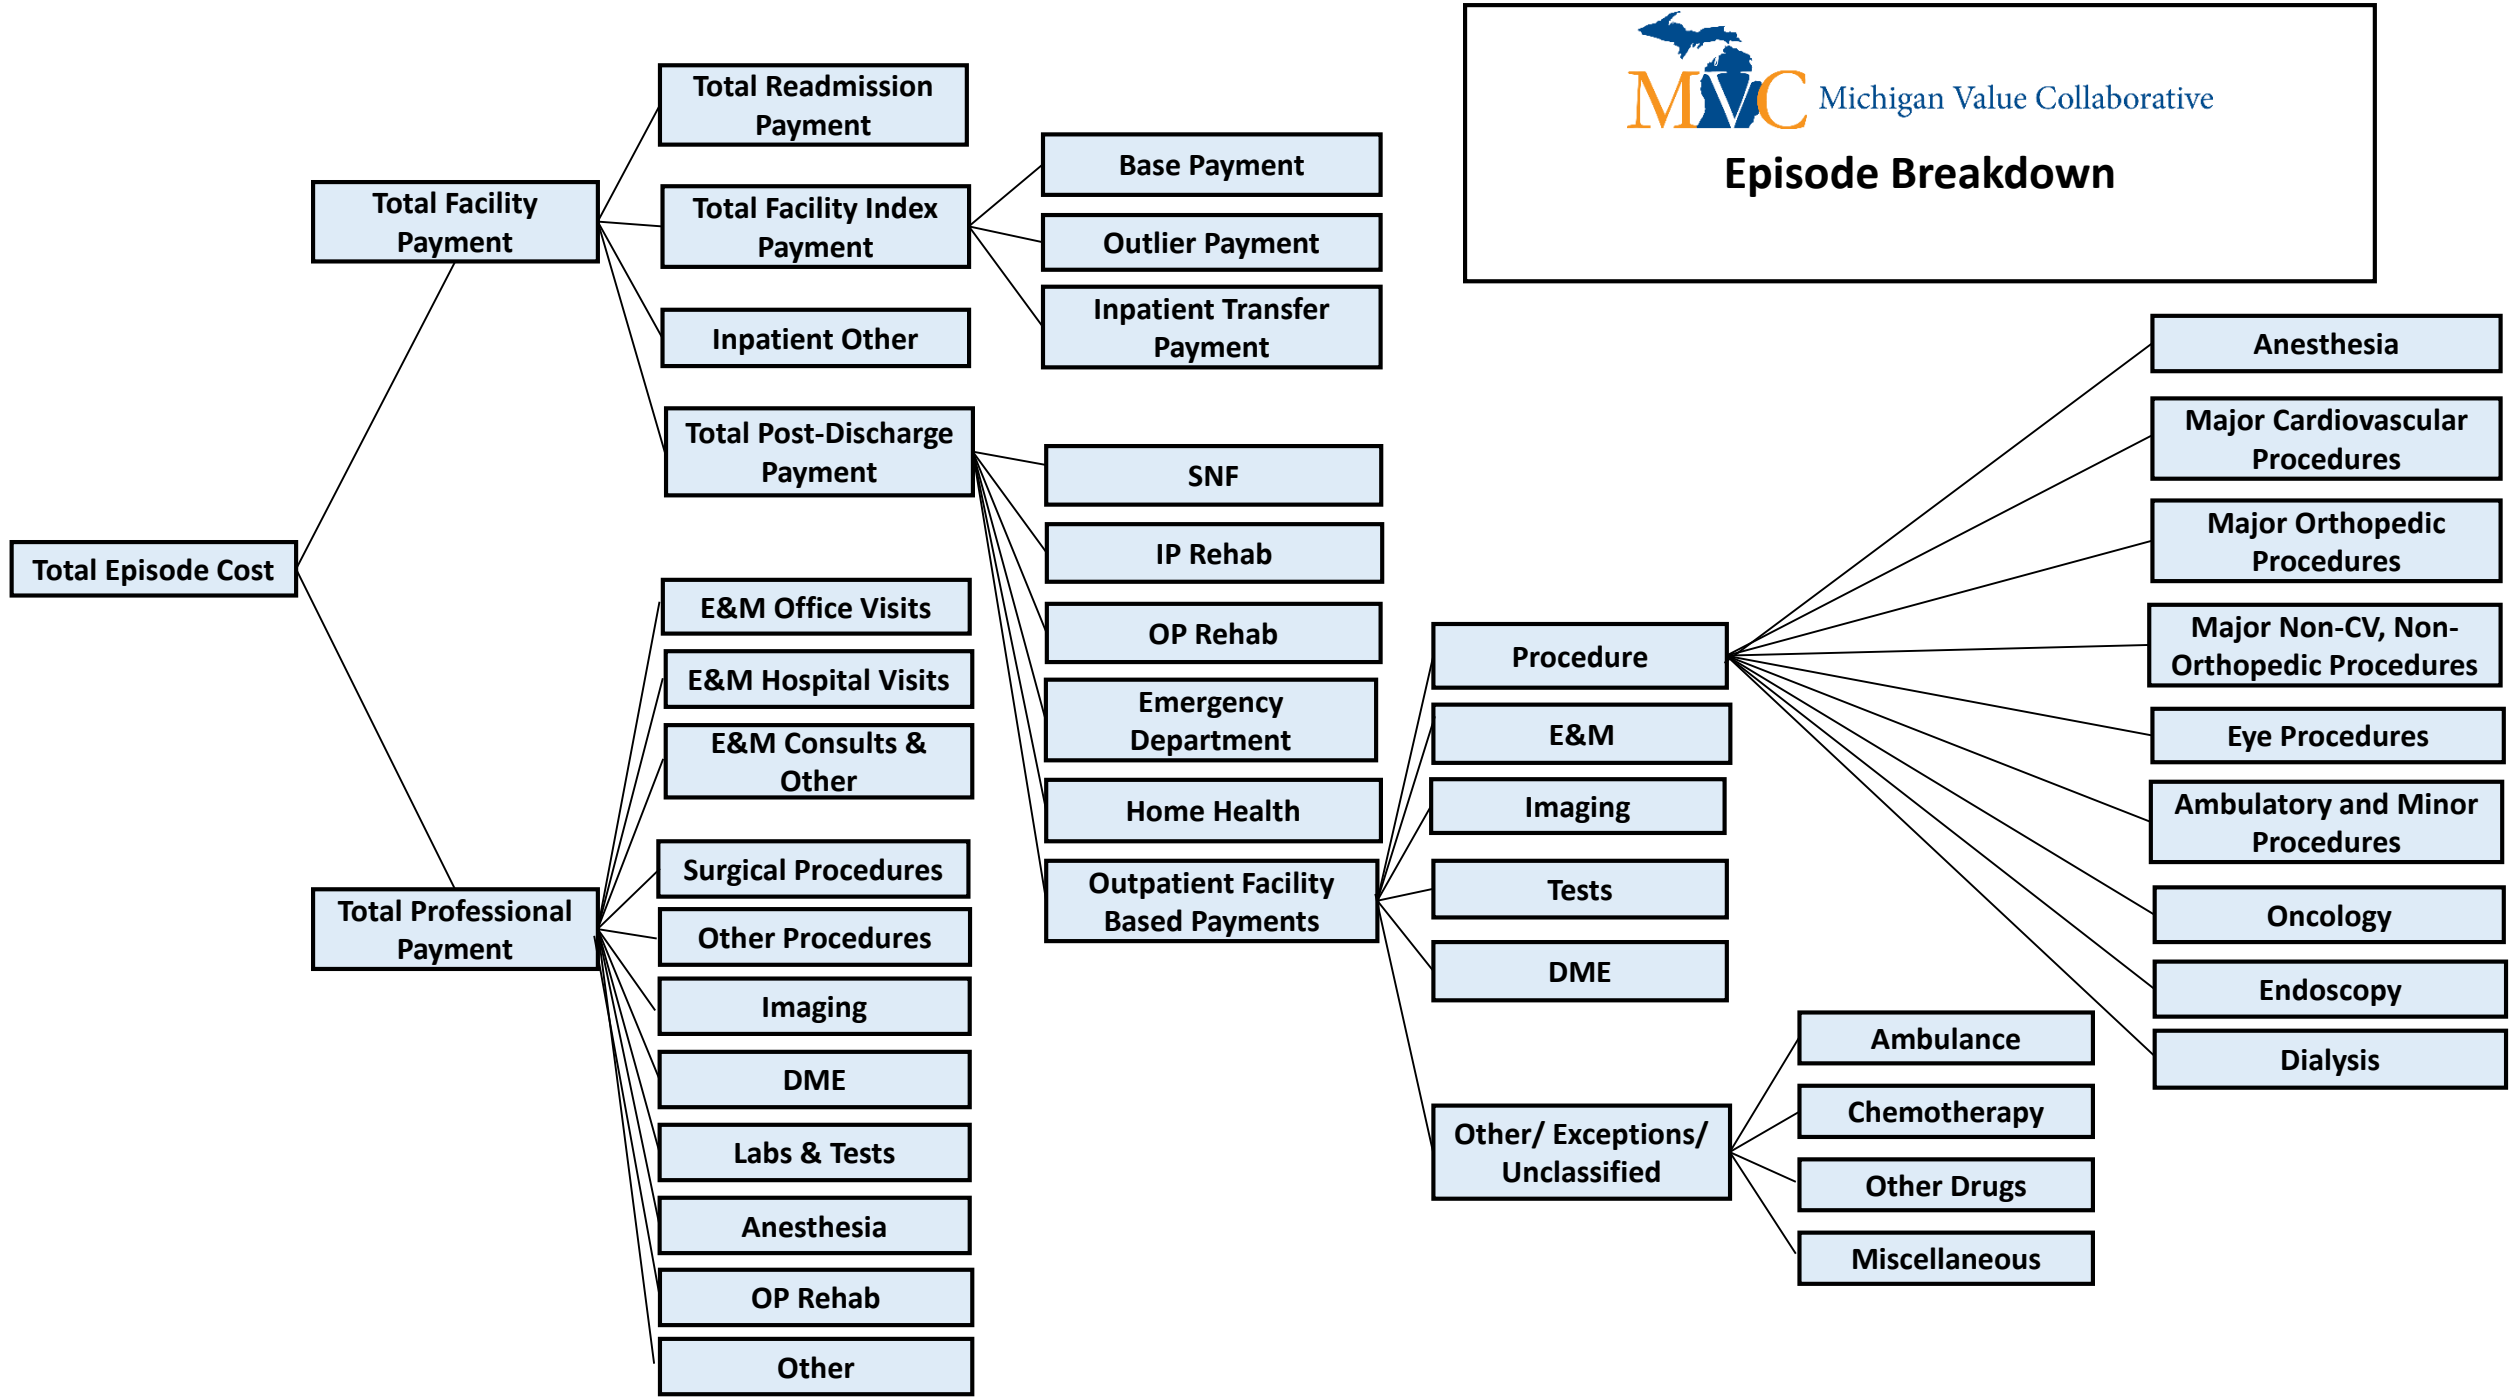 MVC Michigan Value Collaborative
Episode Breakdown
Total Episode Cost
Total Facility
Payment
Total Professional
Payment
Total Readmission
Payment
Total Facility Index
Payment
Inpatient Other
Total Post-Discharge
Payment
E&M Office Visits
E&M Hospital Visits
E&M Consults &
Other
Surgical Procedures
Other Procedures
Imaging
DME
Labs & Tests
Anesthesia
OP Rehab
Other
Base Payment
Outlier Payment
Inpatient Transfer
Payment
SNF
IP Rehab
OP Rehab
Emergency
Department
Home Health
Outpatient Facility
Based Payments
Procedure
E&M
Imaging
Tests
DME
Other/ Exceptions/
Unclassified
Ambulance
Chemotherapy
Other Drugs
Miscellaneous
Anesthesia
Major Cardiovascular
Procedures
Major Orthopedic
Procedures
Major Non-CV, Non-
Orthopedic Procedures
Eye Procedures
Ambulatory and Minor
Procedures
Oncology
Endoscopy
Dialysis